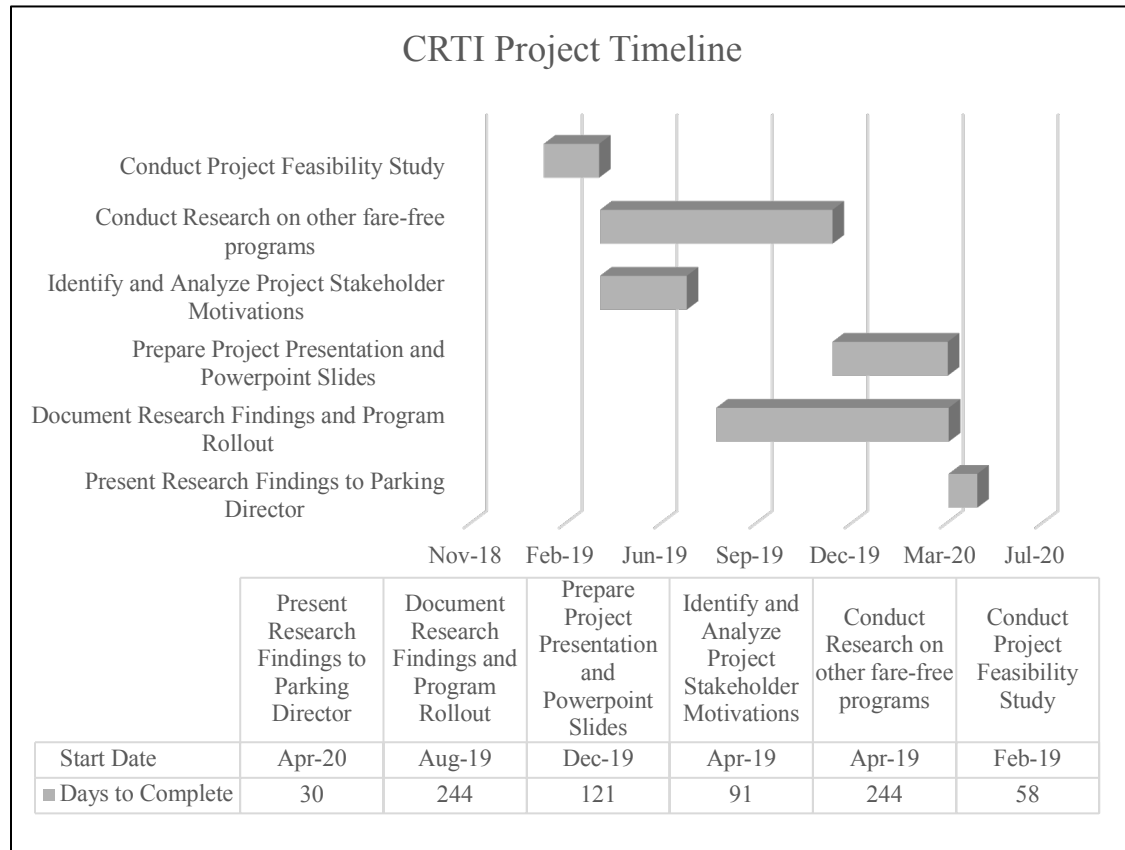 CRTI Project Timeline
Conduct Project Feasibility Study
Conduct Research on other fare-free
programs
Identify and Analyze Project Stakeholder
Motivations
Prepare Project Presentation and
Powerpoint Slides
Document Research Findings and Program
Rollout
Present Research Findings to Parking
Director
Nov-18 Feb-19 Jun-19 Sep-19 Dec-19 Mar-20 Jul-20
Present
Research
Findings to
Parking
Director
Document
Research
Findings and
Program
Rollout
Prepare
Project
Presentation
and
Powerpoint
Slides
Identify and
Analyze
Project
Stakeholder
Motivations
Conduct
Research on
other fare-free
programs
Conduct
Project
Feasibility
Study
Start Date Apr-20 Aug-19 Dec-19 Apr-19 Apr-19 Feb-19
Days to Complete 30 244 121 91 244 58